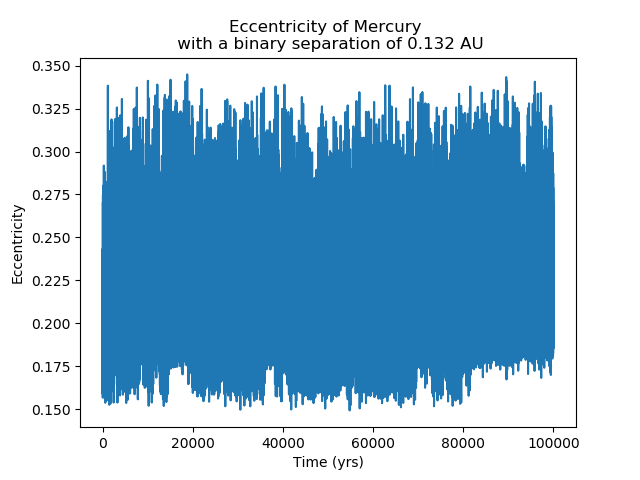 Eccentricity of Mercury
with a binary separation of 0.132 AU
0.350
0.325
0.300
0.275
0.250
0.225
0.200
0.175
0.150
Eccentricity
0 20000 40000 60000 80000 100000
Time (yrs)